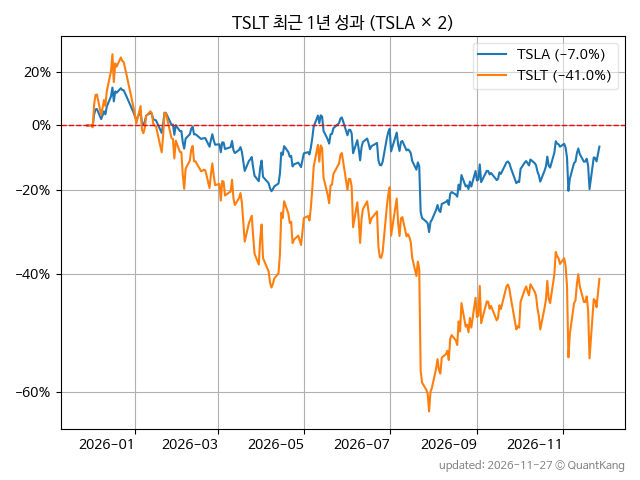 TSLT 최근 1년 성과 (TSLA × 2)
TSLA (−7.0%)
TSLT (−41.0%)
20%
0%
−20%
−40%
−60%
2026-01 2026-03 2026-05 2026-07 2026-09 2026-11
updated: 2026-11-27 © QuantKang